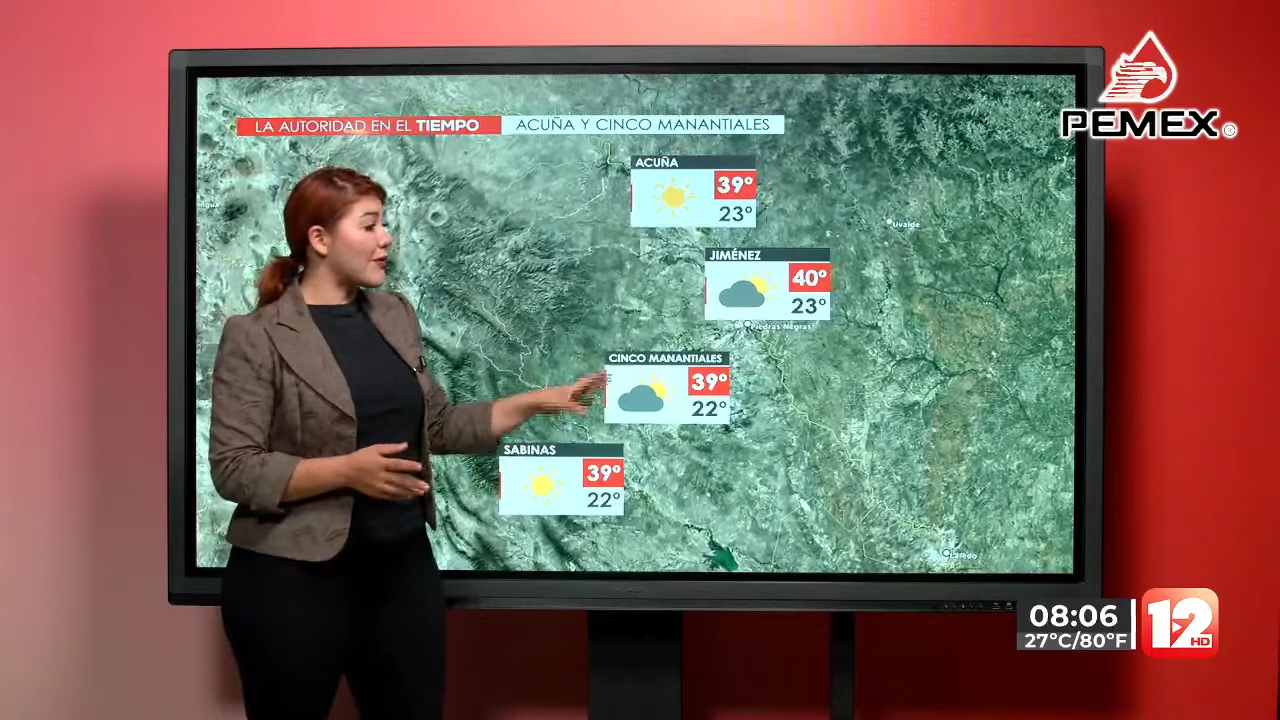 PEMEX®
LA AUTORIDAD EN EL TIEMPO
ACUÑA Y CINCO MANANTIALES
ACUÑA
39°
23°
Uvalde
JIMÉNEZ
40°
23°
Piedras Negras
CINCO MANANTIALES
39°
22°
SABINAS
39°
22°
Laredo
08:06
27°C/80°F
12
HD